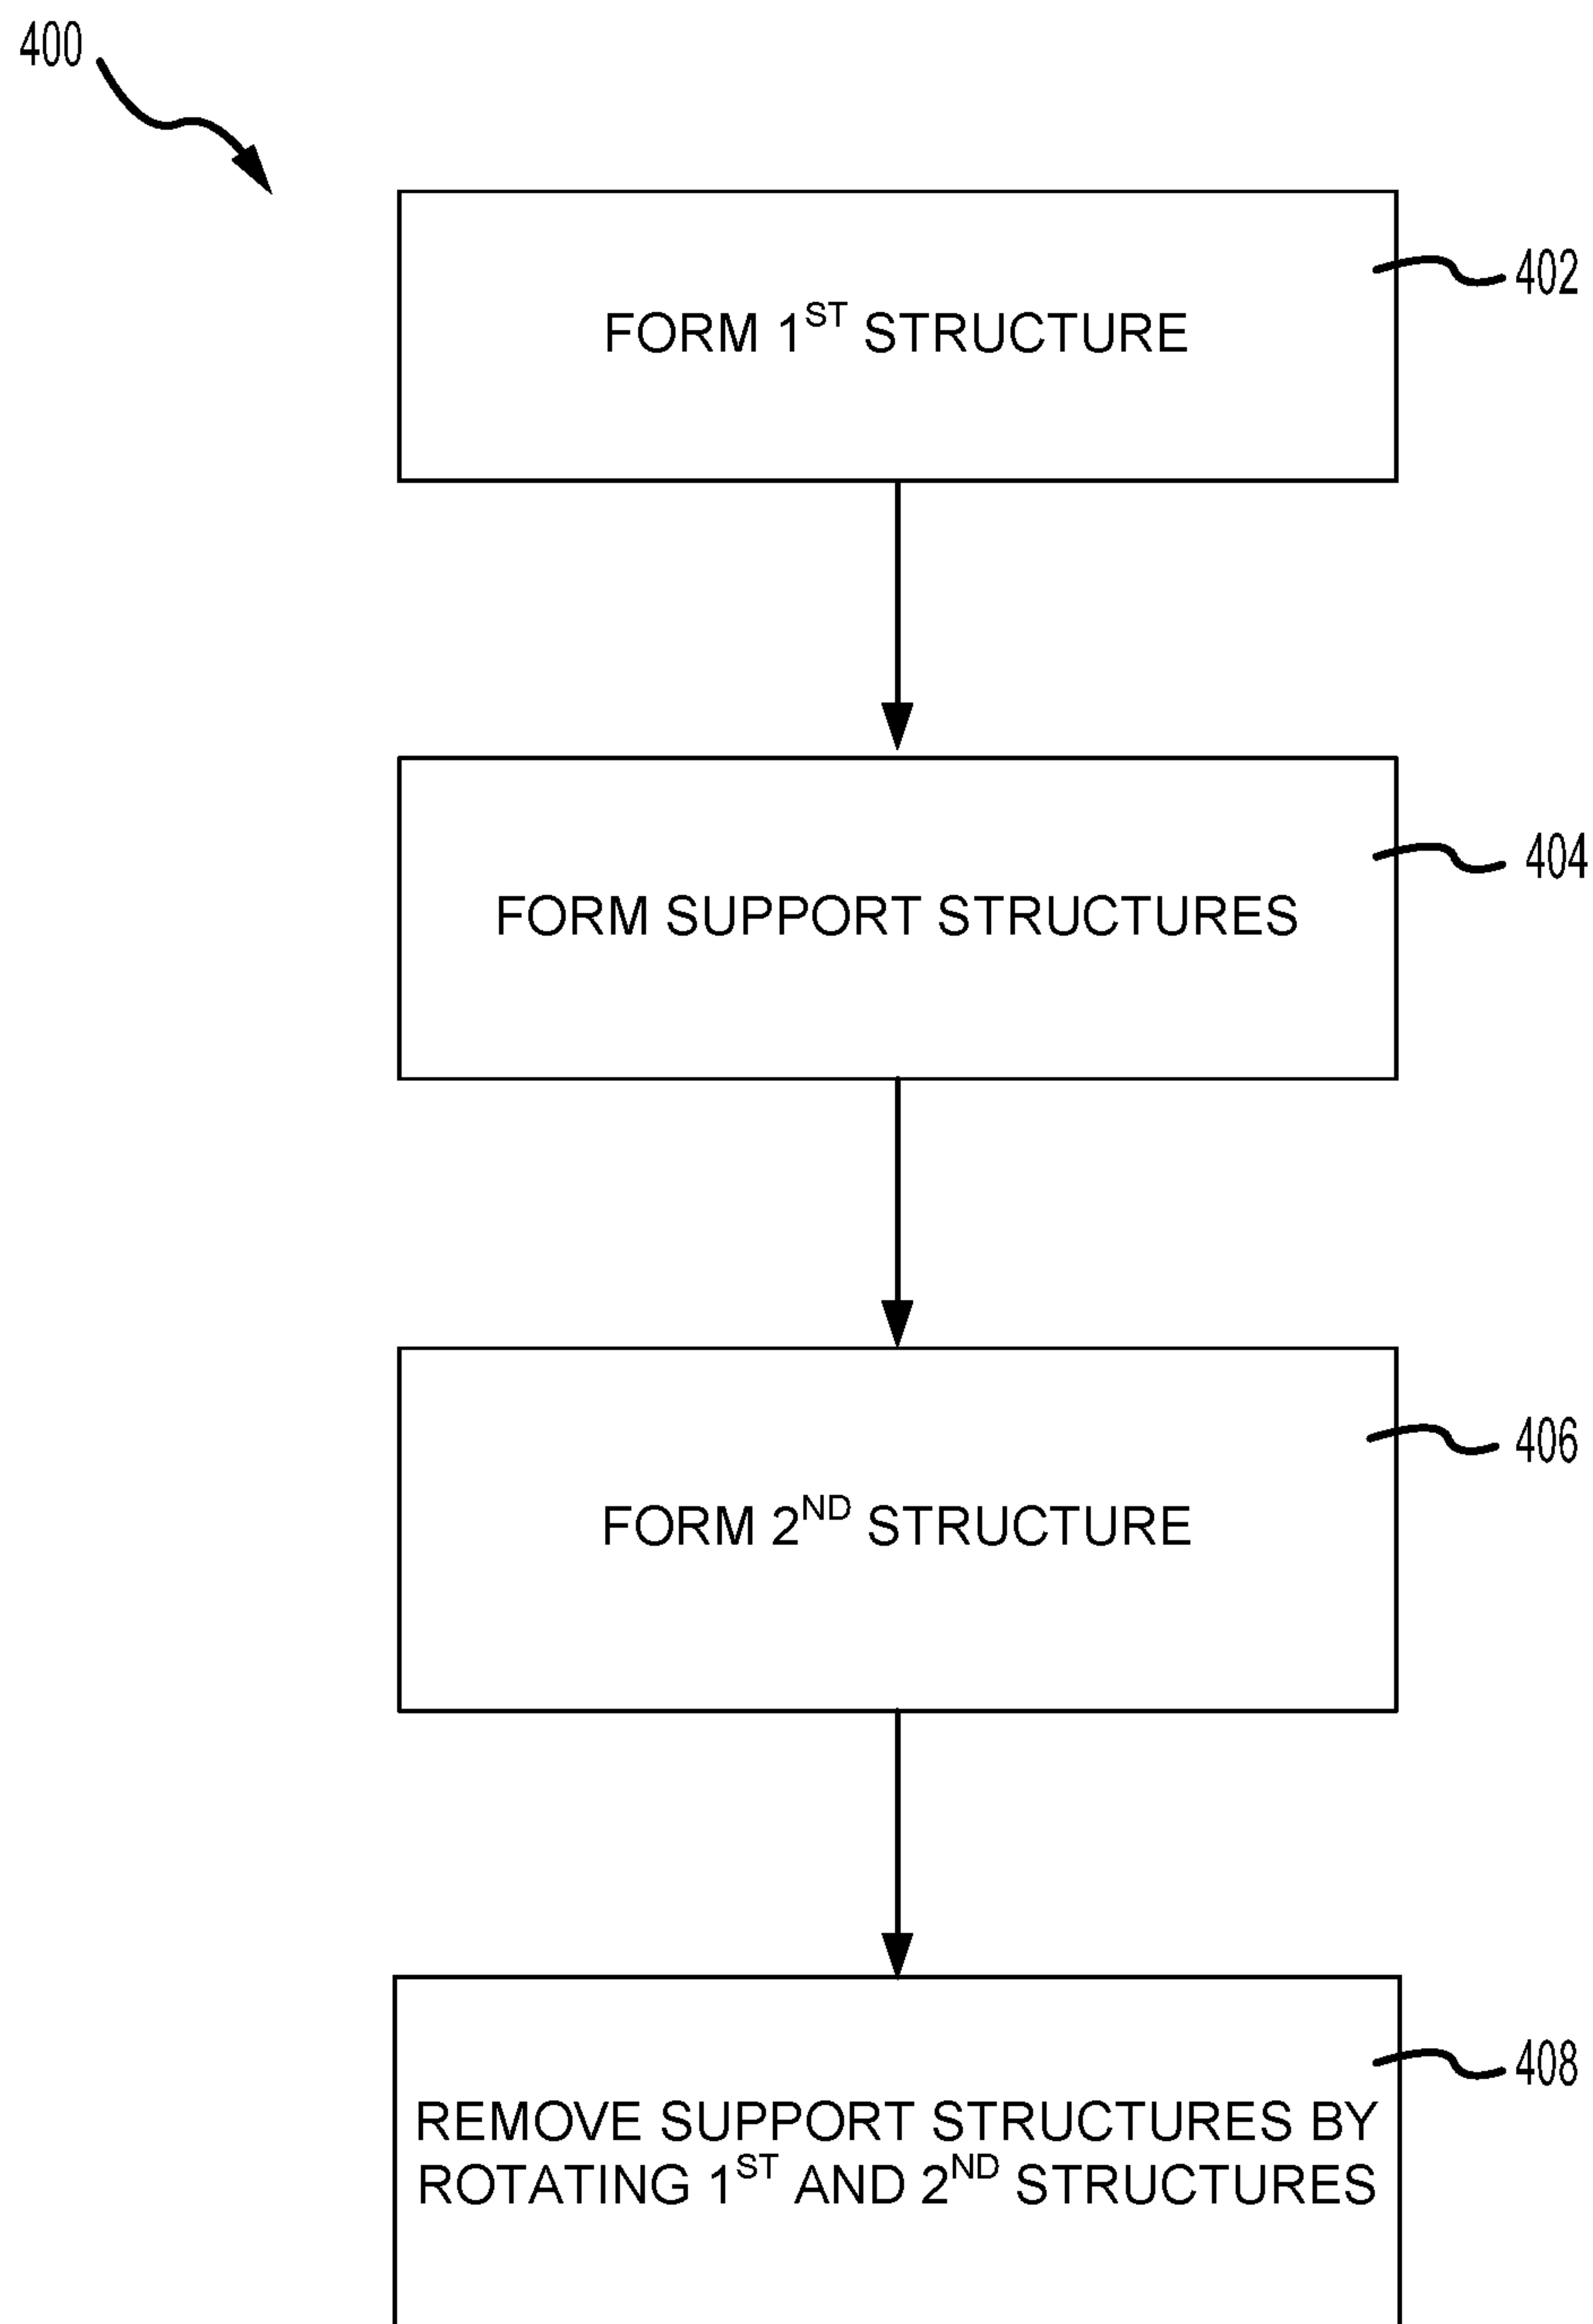 400
402
FORM 1ST STRUCTURE
404
FORM SUPPORT STRUCTURES
406
FORM 2ND STRUCTURE
408
REMOVE SUPPORT STRUCTURES BY
ROTATING 1ST AND 2ND STRUCTURES